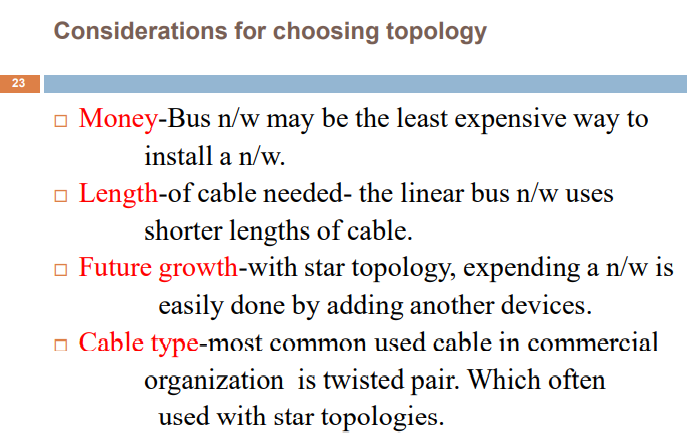 Considerations for choosing topology
23
Money-Bus n/w may be the least expensive way to
install a n/w.
Length-of cable needed- the linear bus n/w uses
shorter lengths of cable.
Future growth-with star topology, expending a n/w is
easily done by adding another devices.
Cable type-most common used cable in commercial
organization is twisted pair. Which often
used with star topologies.